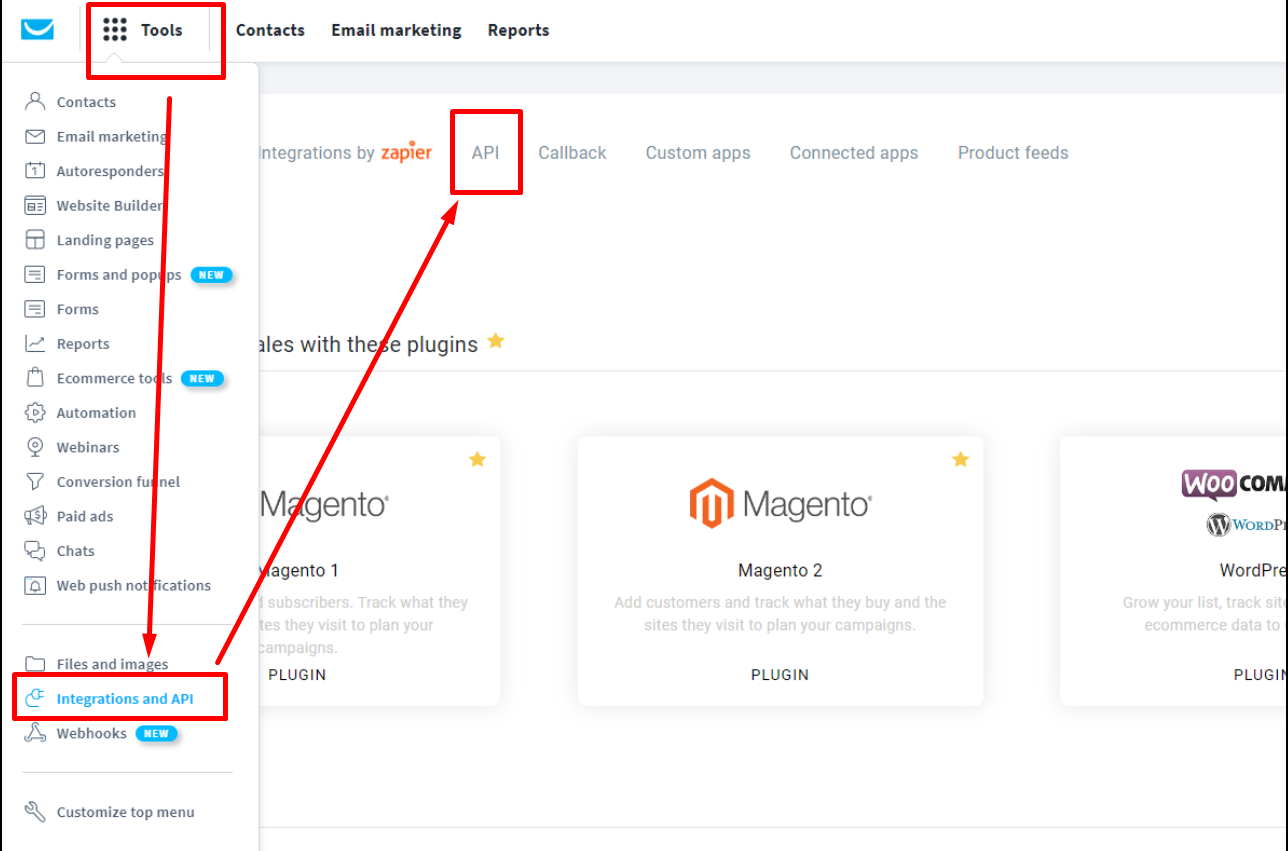 Tools
Contacts
Email marketing
Reports
Contacts
Email marketing
1
Autoresponders
Website Builder
Landing pages
Forms and popups NEW
Forms
Reports
Ecommerce tools NEW
Automation
Webinars
Conversion funnel
$ Paid ads
Chats
Web push notifications
Files and images
Integrations and API
Webhooks NEW
Customize top menu
Integrations by zapier
API
Callback
Custom apps
Connected apps
Product feeds
ales with these plugins
Magento
Magento 1
d subscribers. Track what they
tes they visit to plan your
campaigns.
PLUGIN
Magento
Magento 2
Add customers and track what they buy and the
sites they visit to plan your campaigns.
PLUGIN
WOO COMM
WORDPR
WordPre
Grow your list, track site
ecommerce data to
PLUGIN